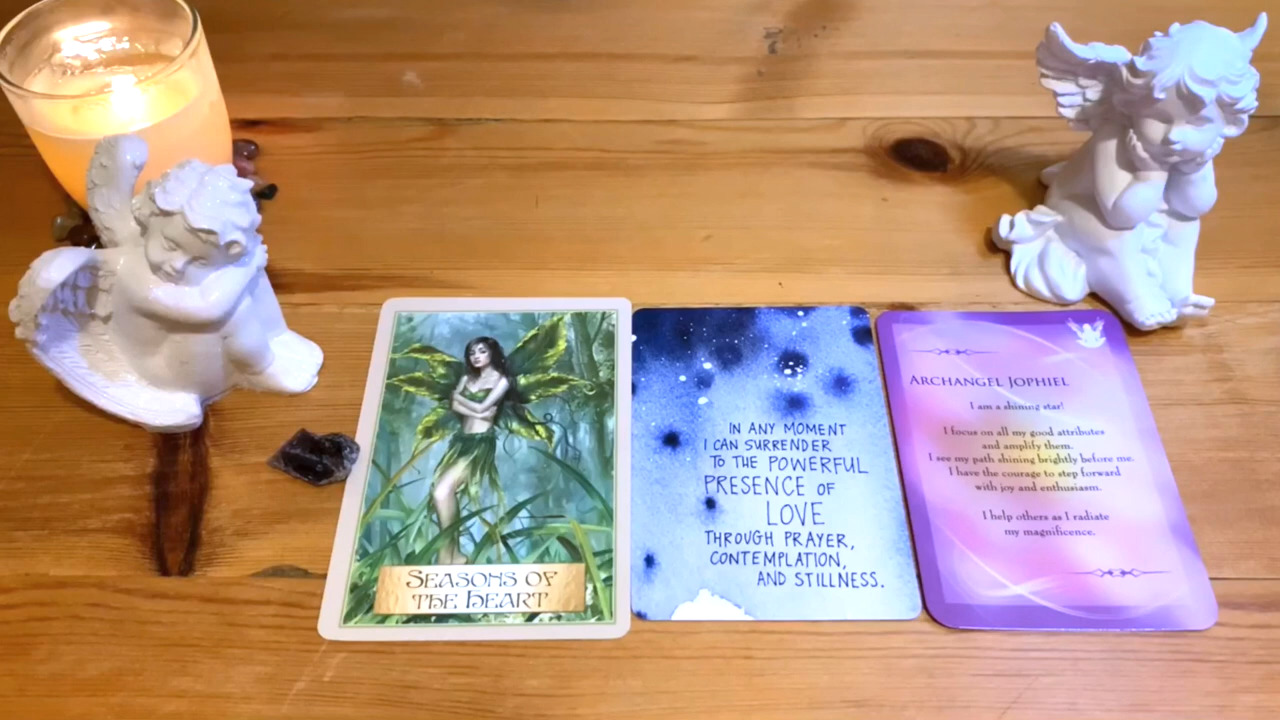 SEASONS OF
THE HEART
IN ANY MOMENT
I CAN SURRENDER
TO THE POWERFUL
PRESENCE OF
LOVE
THROUGH PRAYER,
CONTEMPLATION,
AND STILLNESS.
ARCHANGEL JOPHIEL
I am a shining star!
I focus on all my good attributes
and amplify them.
I see my path shining brightly before me.
I have the courage to step forward
with joy and enthusiasm.
I help others as I radiate
my magnificence.